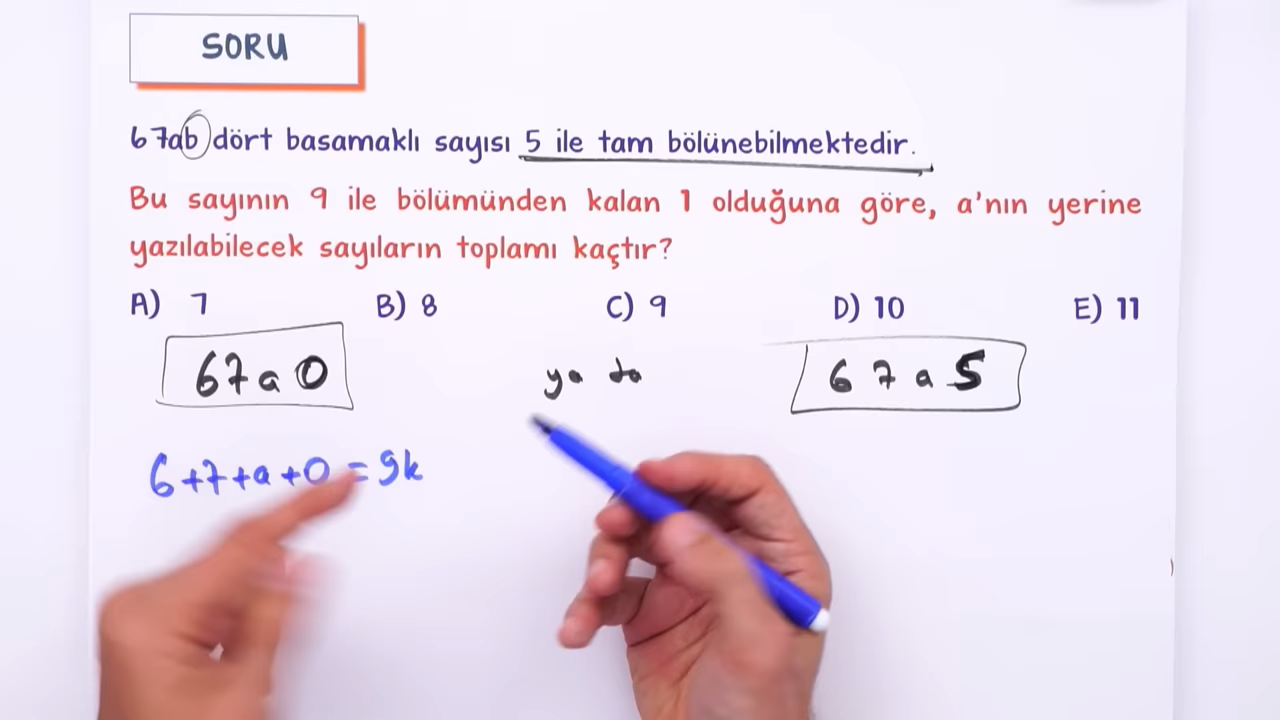 SORU
67ab dört basamaklı sayısı 5 ile tam bölünebilmektedir.
Bu sayının 9 ile bölümünden kalan 1 olduğuna göre, a'nın yerine
yazılabilecek sayıların toplamı kaçtır?
A) 7 B) 8 C) 9 D) 10 E) 11
67a0 ya da 67a5
6+7+a+0=9k